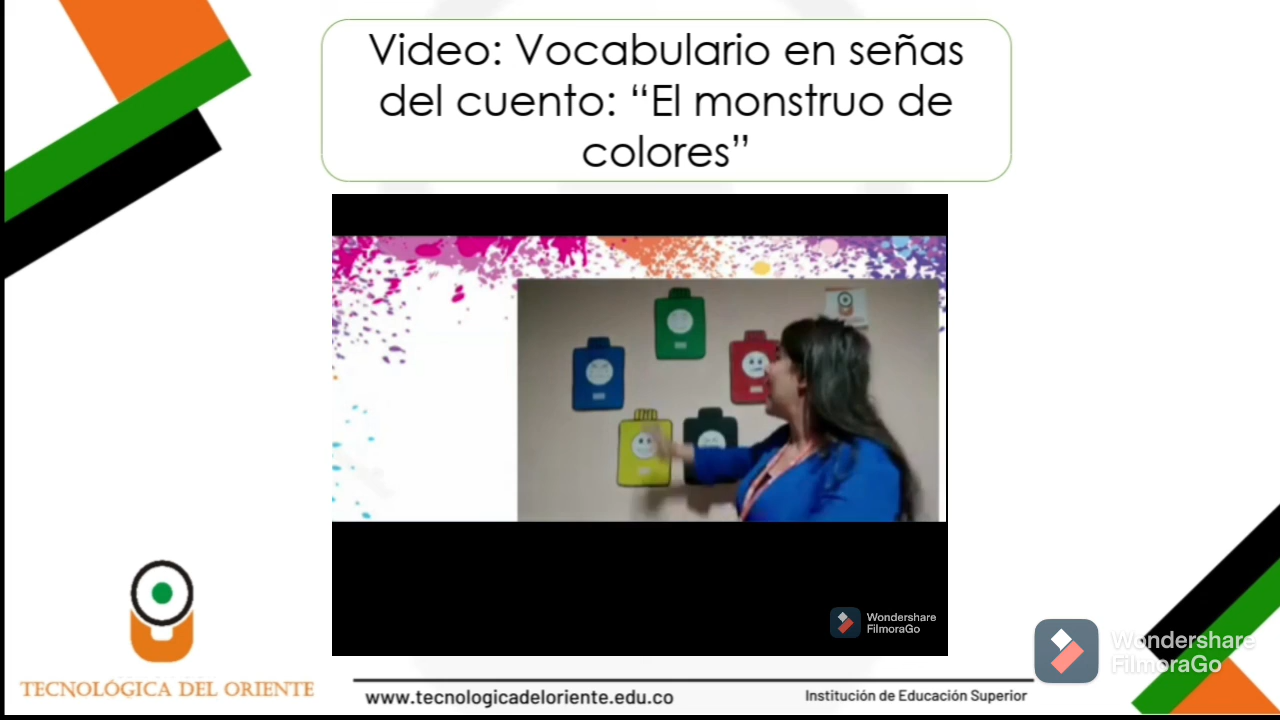 Video: Vocabulario en señas
del cuento: “El monstruo de
colores”
Wondershare
FilmoraGo
Wondershare
FilmoraGo
TECNOLÓGICA DEL ORIENTE
www.tecnologicadeloriente.edu.co
Institución de Educación Superior